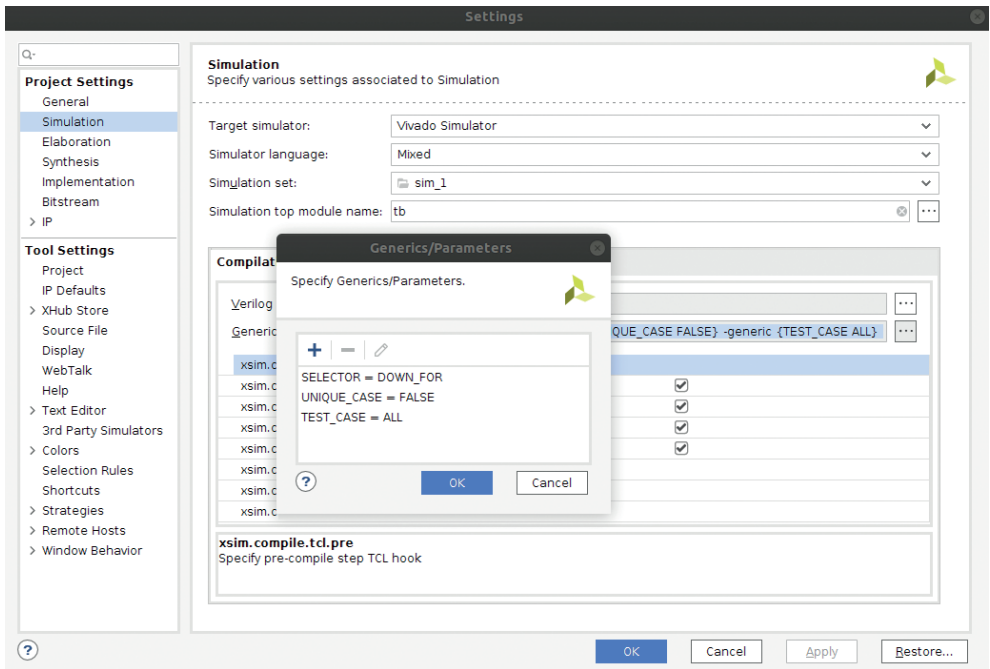 Settings
Q-
Project Settings
General
Simulation
Elaboration
Synthesis
Implementation
Bitstream
> IP
Tool Settings
Project
IP Defaults
> XHub Store
Source File
Display
WebTalk
Help
> Text Editor
3rd Party Simulators
> Colors
Selection Rules
Shortcuts
> Strategies
> Remote Hosts
> Window Behavior
Simulation
Specify various settings associated to Simulation
Target simulator: Vivado Simulator
Simulator language: Mixed
Simulation set: sim_1
Simulation top module name: tb ...
Compilat
Verilog ...
Generic QUE_CASE FALSE} -generic {TEST_CASE ALL} ...
xsim.c
xsim.c
xsim.c
xsim.c
xsim.c
xsim.c
xsim.c
xsim.c
Generics/Parameters
Specify Generics/Parameters.
SELECTOR = DOWN_FOR
UNIQUE_CASE = FALSE
TEST_CASE = ALL
? OK Cancel
xsim.compile.tcl.pre
Specify pre-compile step TCL hook
? OK Cancel Apply Restore...